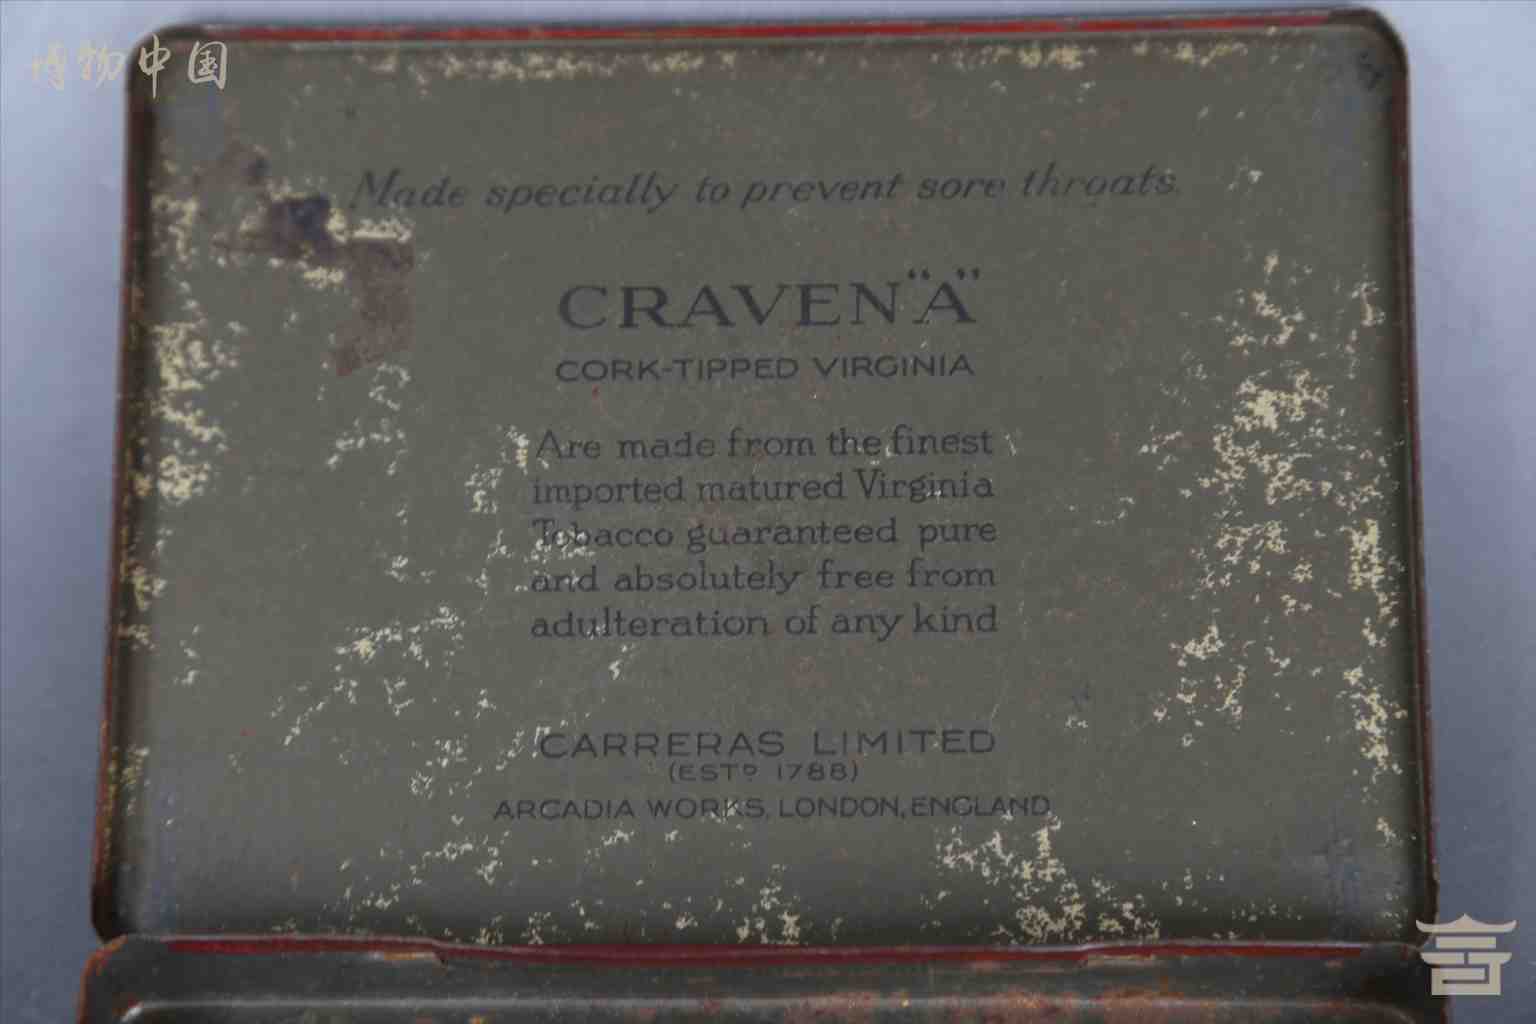 博物中国
Made specially to prevent sore throats.
CRAVEN "A"
CORK-TIPPED VIRGINIA
Are made from the finest
imported matured Virginia
Tobacco guaranteed pure
and absolutely free from
adulteration of any kind
CARRERAS LIMITED
(ESTD 1788)
ARCADIA WORKS, LONDON, ENGLAND.